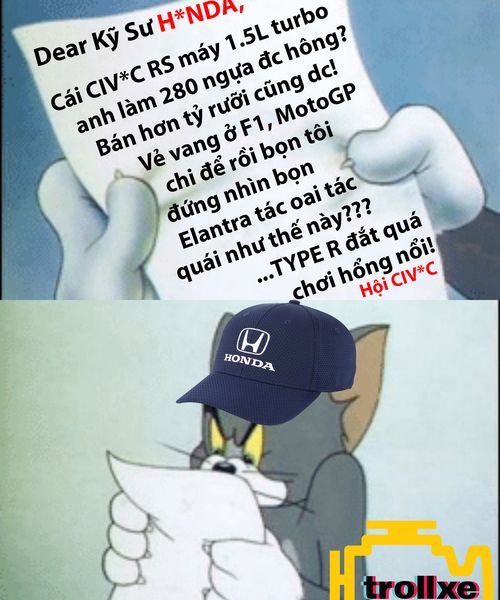 Dear Kỹ Sư H*NDA,
Cái CIV*C RS máy 1.5L turbo
anh làm 280 ngựa đc hông?
Bán hơn tỷ rưỡi cũng dc!
Vẻ vang ở F1, MotoGP
chi để rồi bọn tôi
đứng nhìn bọn
Elantra tác oai tác
quái như thế này???
...TYPE R đắt quá
chơi hổng nổi!
Hội CIV*C
HONDA
trollxe